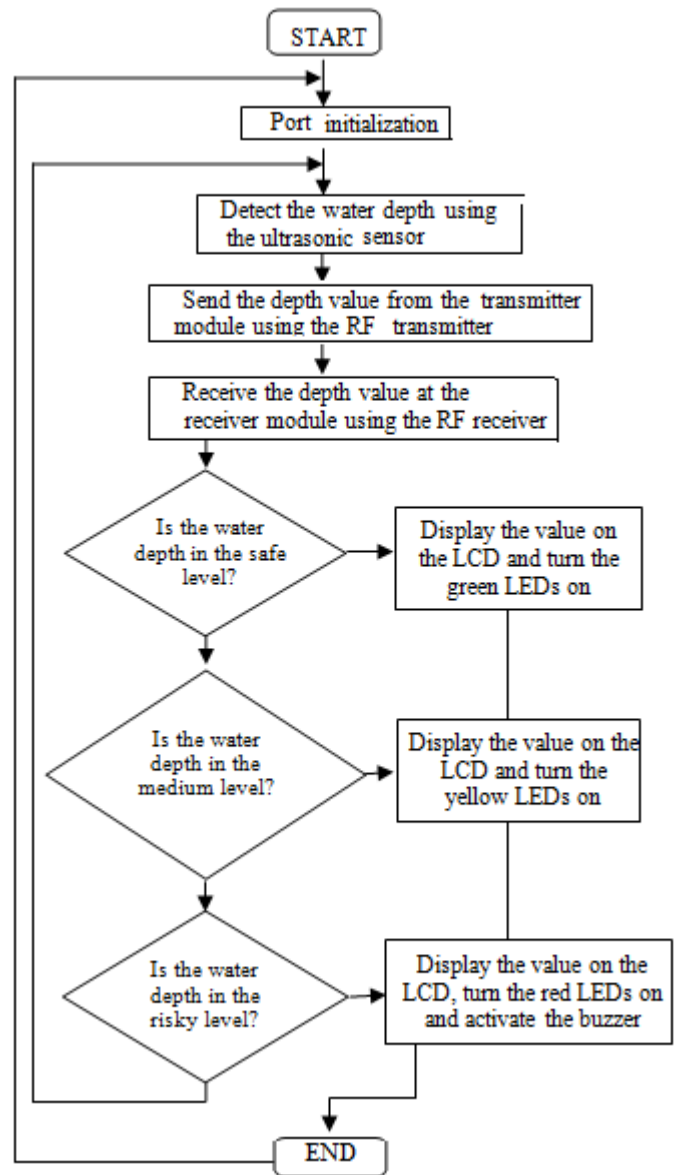 START
Port initialization
Detect the water depth using
the ultrasonic sensor
Send the depth value from the transmitter
module using the RF transmitter
Receive the depth value at the
receiver module using the RF receiver
Is the water
depth in the safe
level?
Display the value on
the LCD and turn the
green LEDs on
Is the water
depth in the
medium level?
Display the value on the
LCD and turn the
yellow LEDs on
Is the water
depth in the
risky level?
Display the value on the
LCD, turn the red LEDs on
and activate the buzzer
END